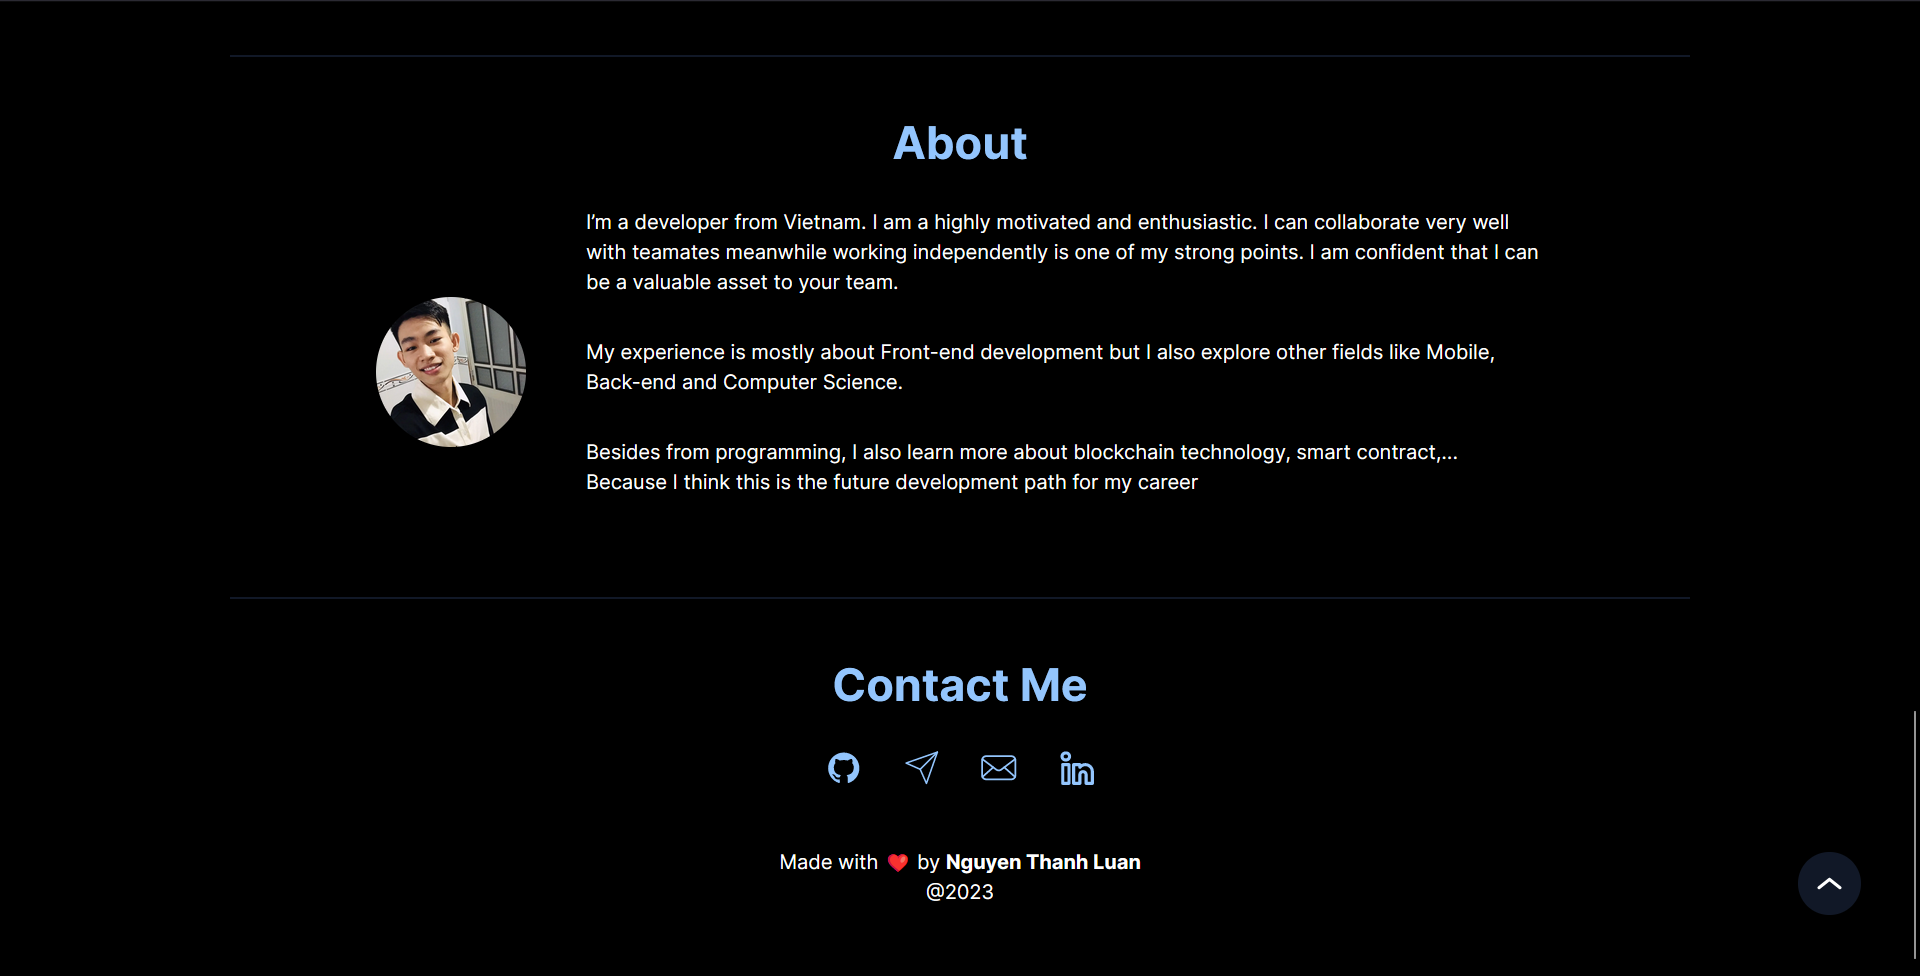 About
I’m a developer from Vietnam. I am a highly motivated and enthusiastic. I can collaborate very well
with teamates meanwhile working independently is one of my strong points. I am confident that I can
be a valuable asset to your team.
My experience is mostly about Front-end development but I also explore other fields like Mobile,
Back-end and Computer Science.
Besides from programming, I also learn more about blockchain technology, smart contract,...
Because I think this is the future development path for my career
Contact Me
Made with ❤️ by Nguyen Thanh Luan
@2023